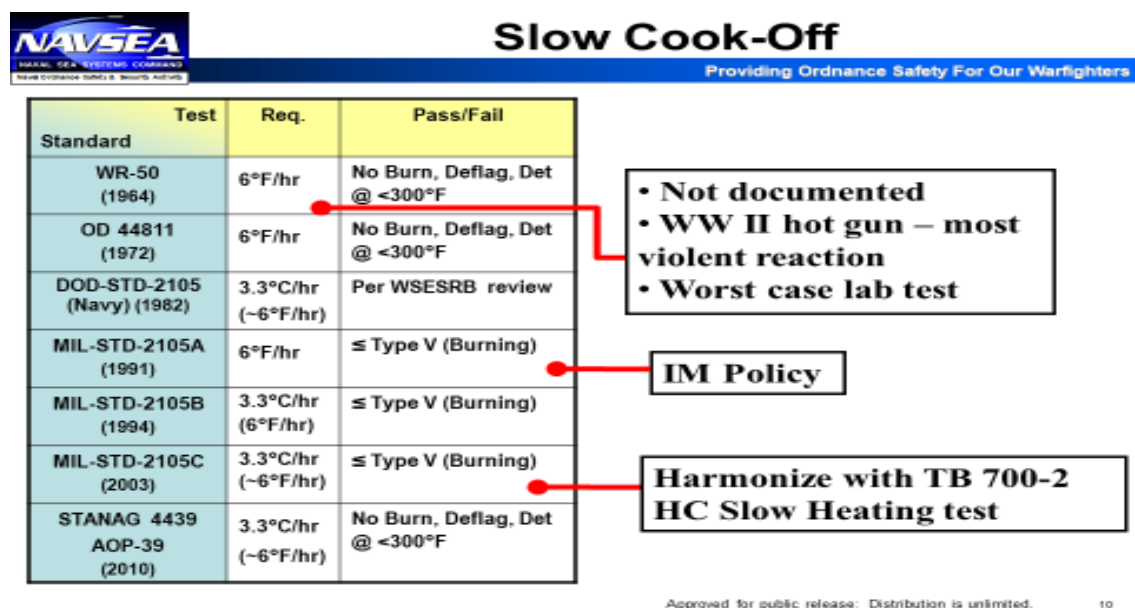 NAVSEA
NAVAL SEA SYSTEMS COMMAND
Naval Ordnance Safety & Security Activity
Slow Cook-Off
Providing Ordnance Safety For Our Warfighters
Test
Standard
Req.
Pass/Fail
WR-50
(1964)
6°F/hr
No Burn, Deflag, Det
@ <300°F
OD 44811
(1972)
6°F/hr
No Burn, Deflag, Det
@ <300°F
DOD-STD-2105
(Navy) (1982)
3.3°C/hr
(~6°F/hr)
Per WSESRB review
MIL-STD-2105A
(1991)
6°F/hr
≤ Type V (Burning)
MIL-STD-2105B
(1994)
3.3°C/hr
(6°F/hr)
≤ Type V (Burning)
MIL-STD-2105C
(2003)
3.3°C/hr
(~6°F/hr)
≤ Type V (Burning)
STANAG 4439
AOP-39
(2010)
3.3°C/hr
(~6°F/hr)
No Burn, Deflag, Det
@ <300°F
• Not documented
• WW II hot gun – most
violent reaction
• Worst case lab test
IM Policy
Harmonize with TB 700-2
HC Slow Heating test
Approved for public release: Distribution is unlimited.
10